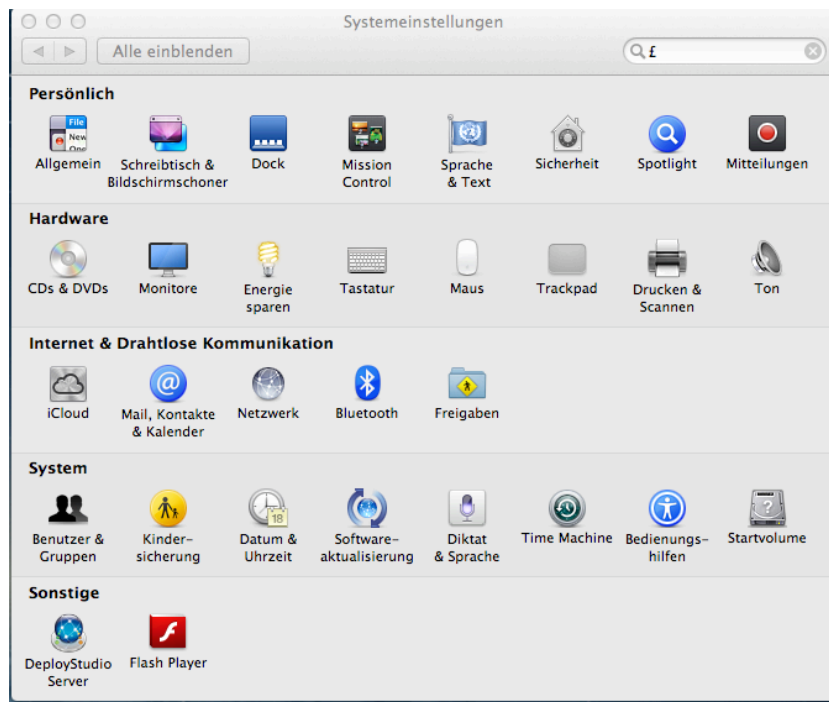 Systemeinstellungen
Alle einblenden
£
Persönlich
File
New
One
Allgemein
Schreibtisch &
Bildschirmschoner
Dock
Mission
Control
Sprache
& Text
Sicherheit
Spotlight
Mitteilungen
Hardware
CDs & DVDs
Monitore
Energie
sparen
Tastatur
Maus
Trackpad
Drucken &
Scannen
Ton
Internet & Drahtlose Kommunikation
iCloud
@
Mail, Kontakte
& Kalender
Netzwerk
Bluetooth
Freigaben
System
Benutzer &
Gruppen
Kinder-
sicherung
18
Datum &
Uhrzeit
Software-
aktualisierung
Diktat
& Sprache
Time Machine
Bedienungs-
hilfen
?
Startvolume
Sonstige
DeployStudio
Server
Flash Player